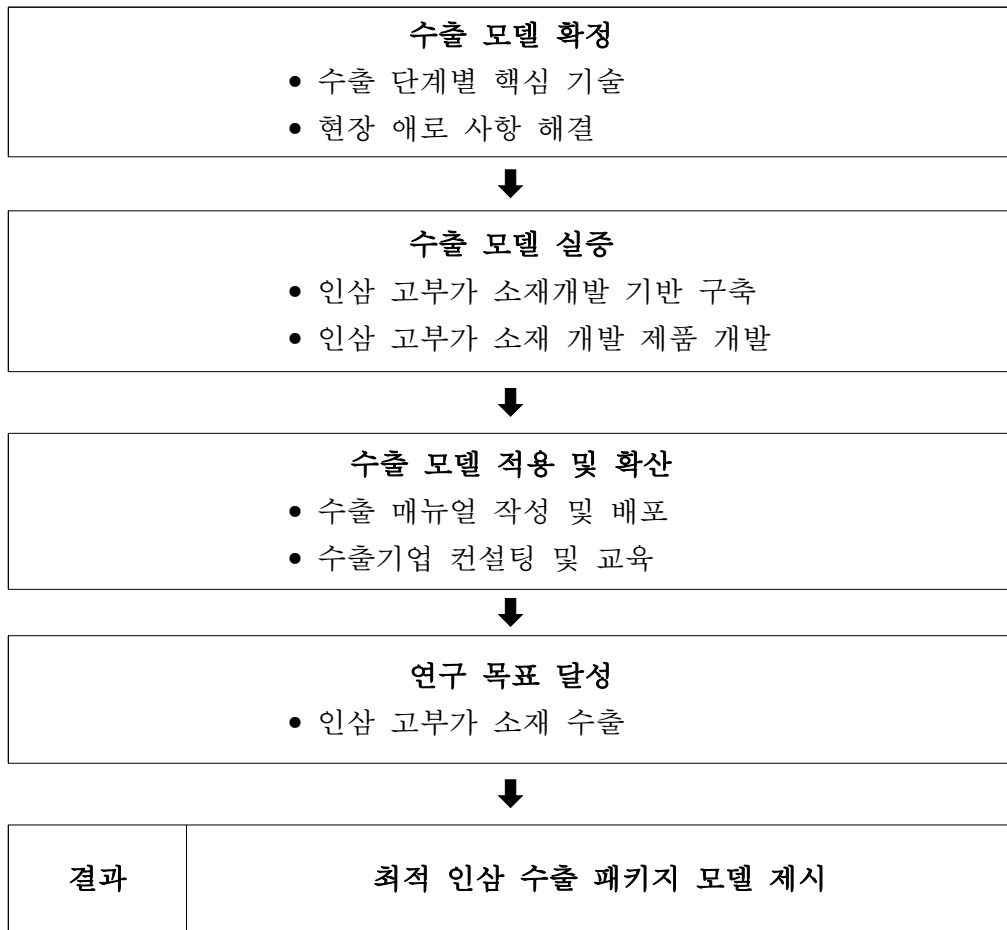 수출 모델 확정
• 수출 단계별 핵심 기술
• 현장 애로 사항 해결
수출 모델 실증
• 인삼 고부가 소재개발 기반 구축
• 인삼 고부가 소재 개발 제품 개발
수출 모델 적용 및 확산
• 수출 매뉴얼 작성 및 배포
• 수출기업 컨설팅 및 교육
연구 목표 달성
• 인삼 고부가 소재 수출
결과 최적 인삼 수출 패키지 모델 제시